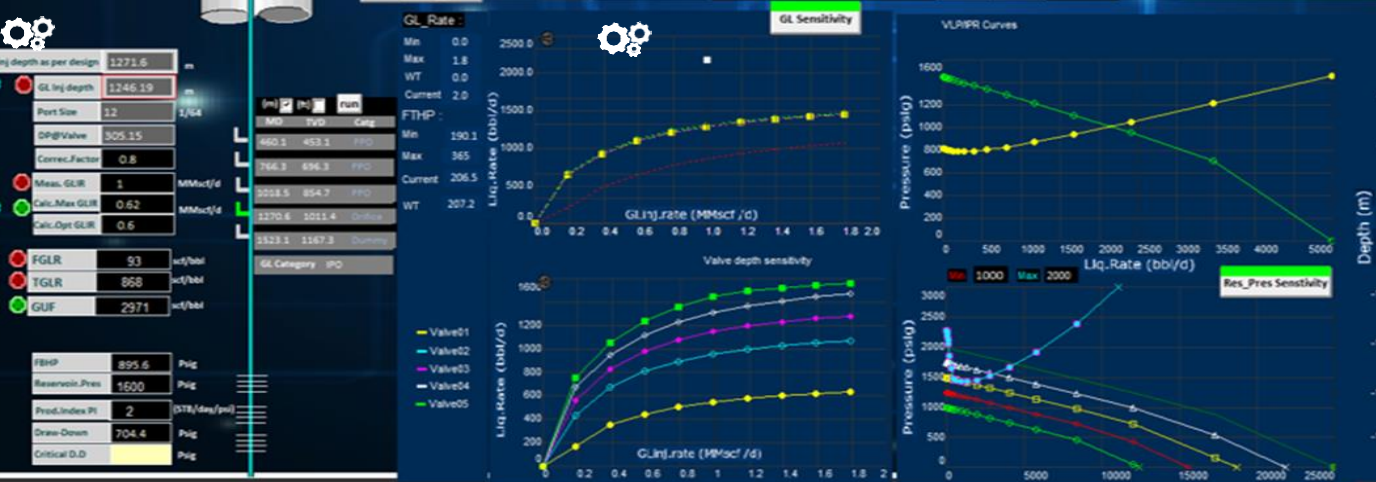 nj depth as per design 1271.6 m
GL Inj depth 1246.19 m
Port Size 12 1/64
DP@Valve 305.15
Correc.Factor 0.8
Meas. GLIR 1 MMscf/d
Calc.Max GLIR 0.62 MMscf/d
Calc.Opt GLIR 0.6
FGLR 93 scf/bbl
TGLR 868 scf/bbl
GUF 2971 scf/bbl
FBHP 895.6 Psig
Reservoir.Pres 1600 Psig
Prod.Index PI 2 (STB/day/psi)
Draw-Down 704.4 Psig
Critical D.D Psig
(m) (ft) run
MD TVD Catg
460.1 453.1 PPO
766.3 696.3 PPO
1018.5 854.7 PPO
1270.6 1011.4 Orifice
1523.1 1167.3 Dummy
GL Category IPO
GL_Rate :
Min 0.0
Max 1.8
WT 0.0
Current 2.0
FTHP :
Min 190.1
Max 365
Current 206.5
WT 207.2
GL Sensitivity
Liq.Rate (bbl/d)
2500.0
2000.0
1500.0
1000.0
500.0
0.0
GLInj.rate (MMscf /d)
0.0 0.2 0.4 0.6 0.8 1.0 1.2 1.4 1.6 1.8 2.0
Valve depth sensitivity
Valve01
Valve02
Valve03
Valve04
Valve05
Liq.Rate (bbl/d)
1600
1200
1000
800
600
400
200
0
GLInj.rate (MMscf /d)
0. 0.2 0.4 0.6 0.8 1.0 1.2 1.4 1.6 1.8 2
VLP/IPR Curves
Pressure (psig)
1600
1200
1000
800
600
400
200
0
0 500 1000 1500 2000 2500 3000 3500 4000 5000
Liq.Rate (bbl/d)
Depth (m)
Min 1000 Max 2000
Res_Pres Senstivity
Pressure (psig)
3000
2500
2000
1500
1000
500
0
0 5000 10000 15000 20000 25000